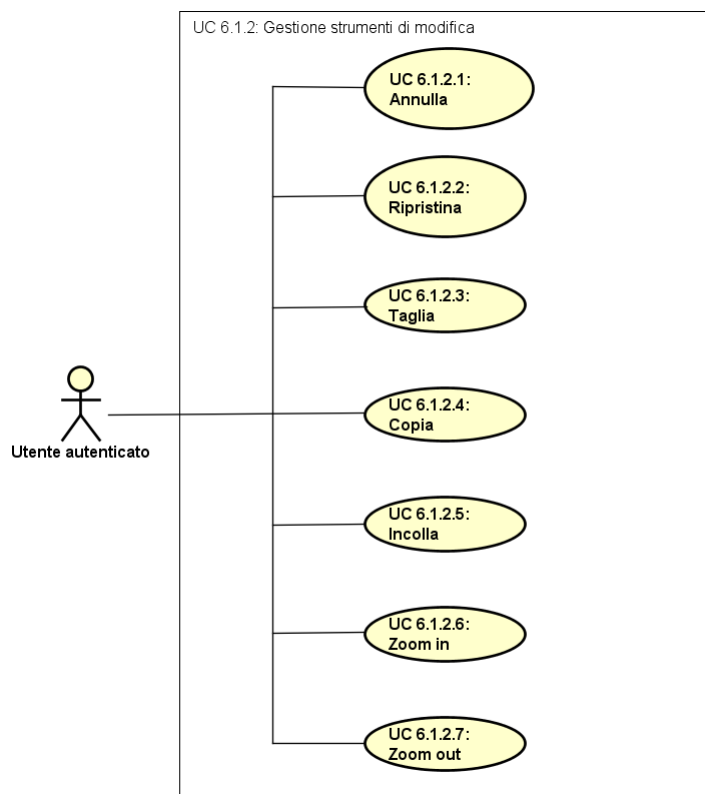 UC 6.1.2: Gestione strumenti di modifica
UC 6.1.2.1:
Annulla
UC 6.1.2.2:
Ripristina
UC 6.1.2.3:
Taglia
UC 6.1.2.4:
Copia
Utente autenticato
UC 6.1.2.5:
Incolla
UC 6.1.2.6:
Zoom in
UC 6.1.2.7:
Zoom out